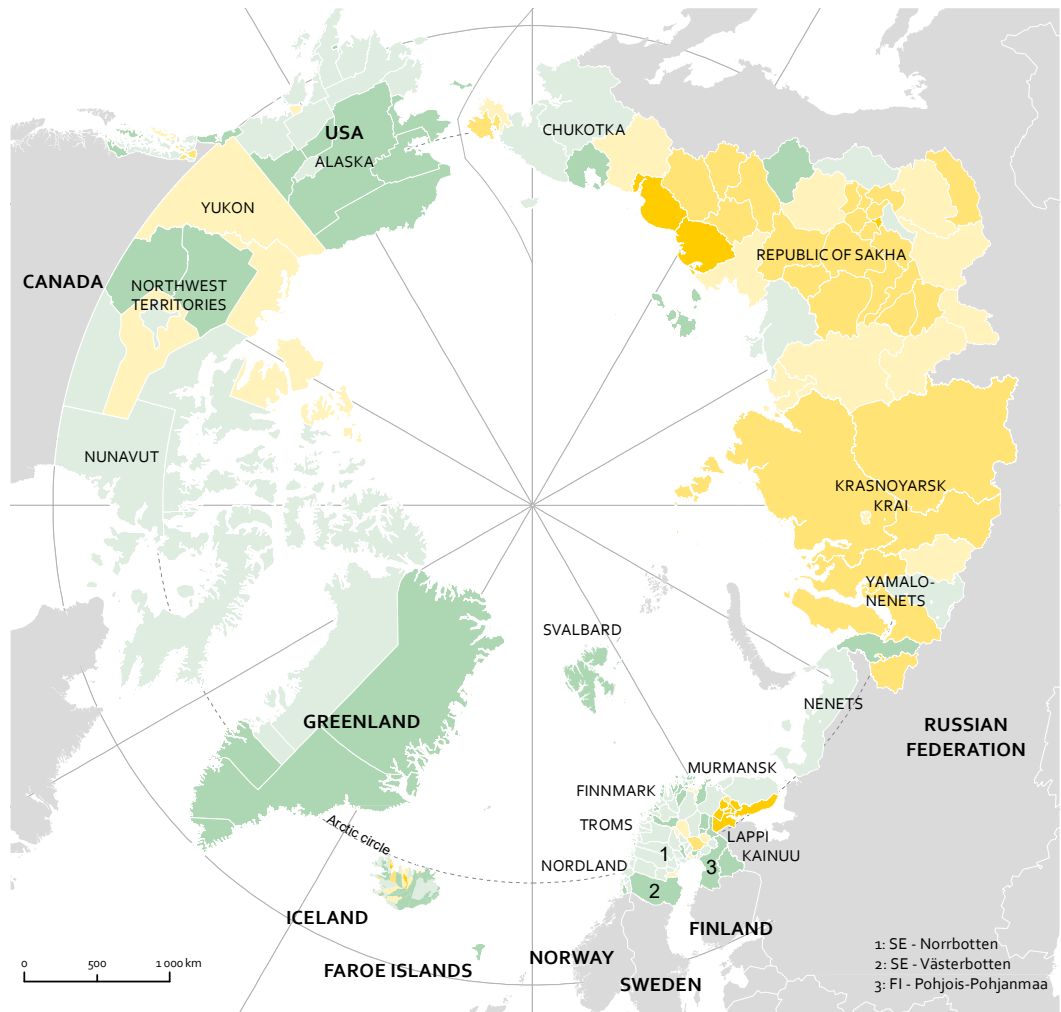 CHUKOTKA
USA
ALASKA
YUKON
REPUBLIC OF SAKHA
CANADA
NORTHWEST
TERRITORIES
NUNAVUT
KRASNOYARSK
KRAI
YAMALO-
NENETS
SVALBARD
NENETS
GREENLAND
RUSSIAN
FEDERATION
MURMANSK
FINNMARK
TROMS
Arctic circle
LAPPI
KAINUU
1
NORDLAND
3
2
ICELAND
FINLAND
NORWAY
FAROE ISLANDS
SWEDEN
0 500 1 000 km
1: SE - Norrbotten
2: SE - Västerbotten
3: FI - Pohjois-Pohjanmaa